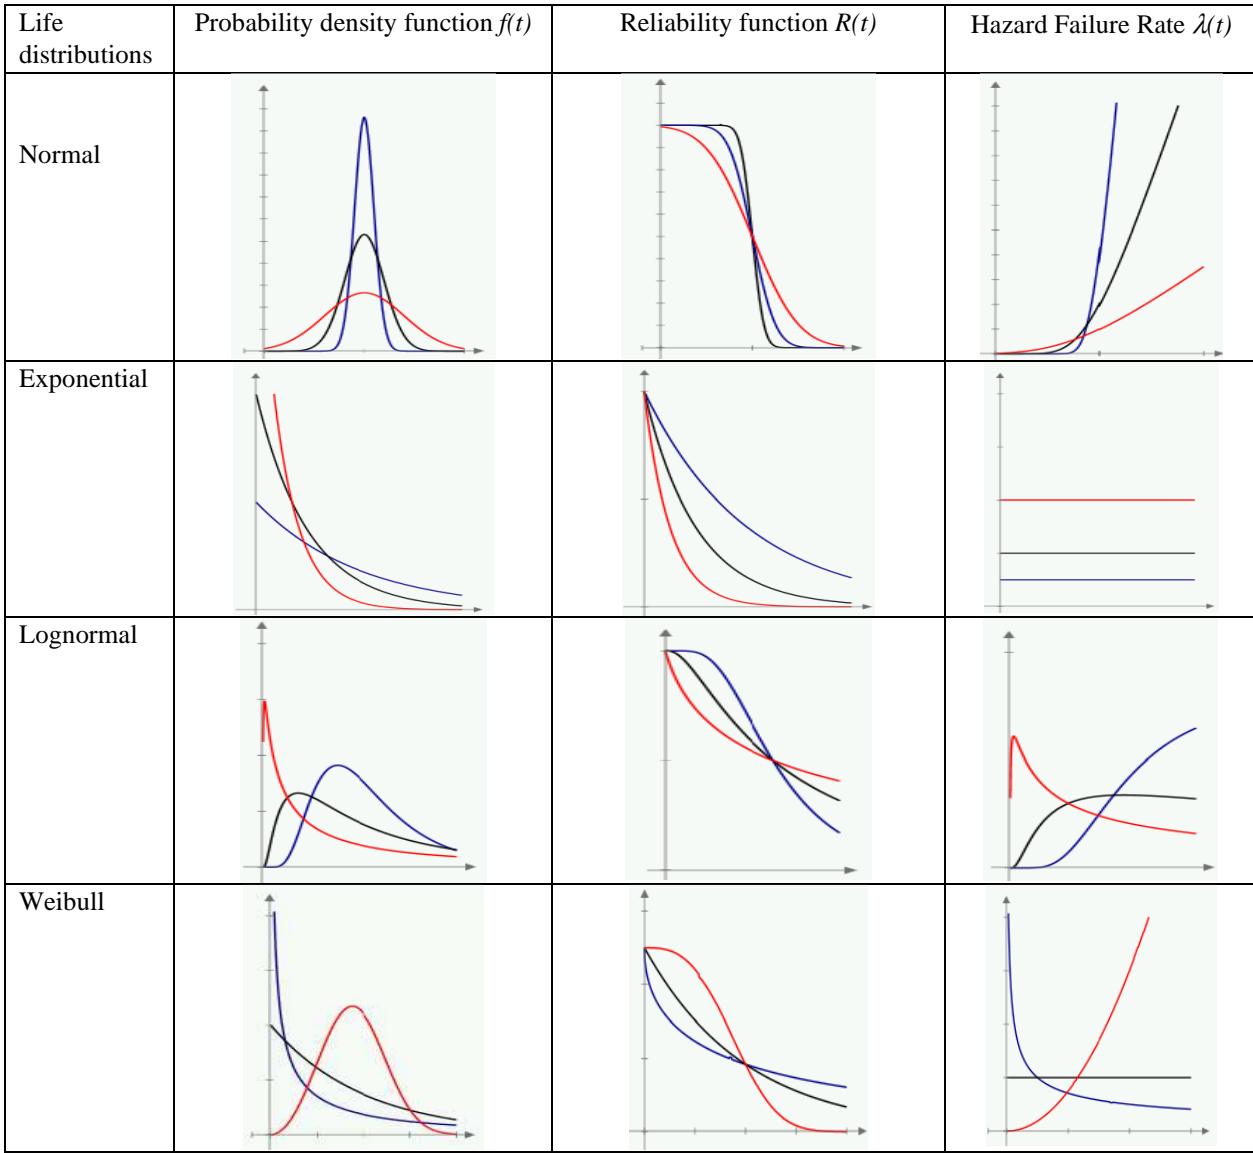 Life
distributions
Probability density function f(t)
Reliability function R(t)
Hazard Failure Rate λ(t)
Normal
Exponential
Lognormal
Weibull